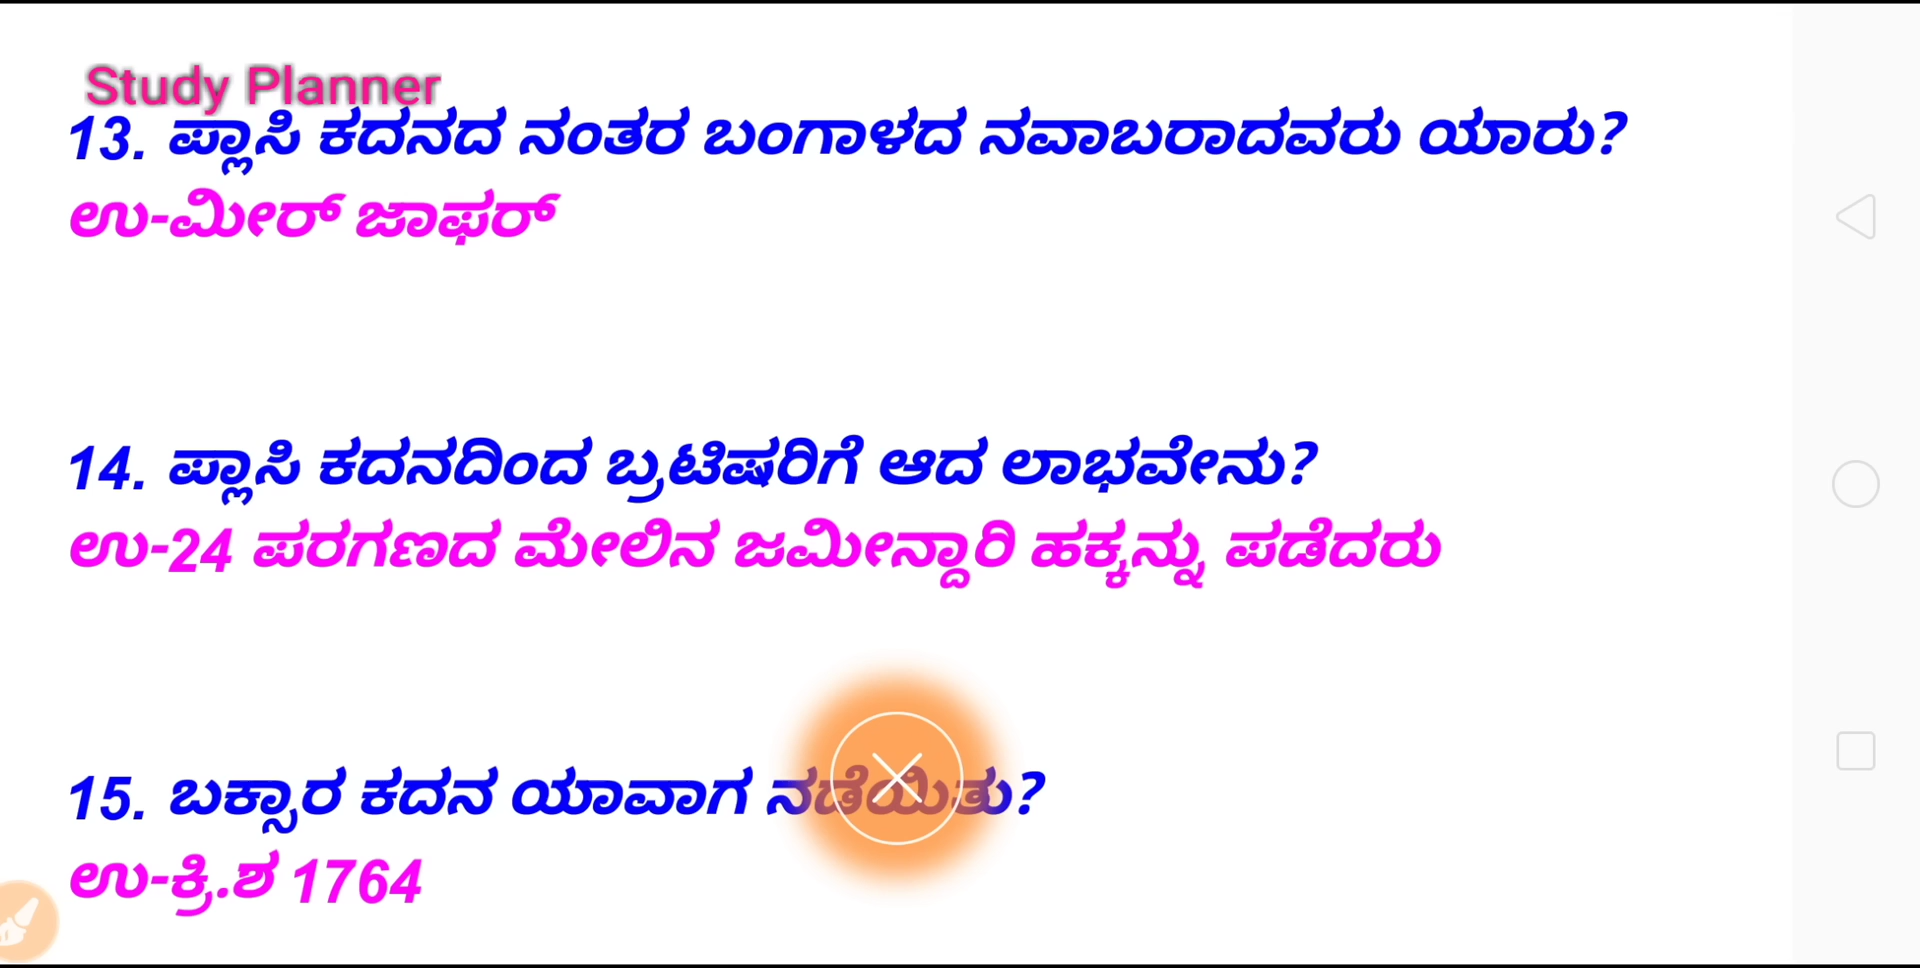 Study Planner
13. ಪ್ಲಾಸಿ ಕದನದ ನಂತರ ಬಂಗಾಳದ ನವಾಬರಾದವರು ಯಾರು?
ಉ-ಮೀರ್ ಜಾಫರ್
14. ಪ್ಲಾಸಿ ಕದನದಿಂದ ಬ್ರಟಿಷರಿಗೆ ಆದ ಲಾಭವೇನು?
ಉ-24 ಪರಗಣದ ಮೇಲಿನ ಜಮೀನ್ದಾರಿ ಹಕ್ಕನ್ನು ಪಡೆದರು
15. ಬಕ್ಸಾರ ಕದನ ಯಾವಾಗ ನಡೆಯಿತು?
ಉ-ಕ್ರಿ.ಶ 1764